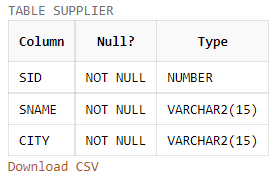 TABLE SUPPLIER
Column Null? Type
SID NOT NULL NUMBER
SNAME NOT NULL VARCHAR2(15)
CITY NOT NULL VARCHAR2(15)
Download CSV